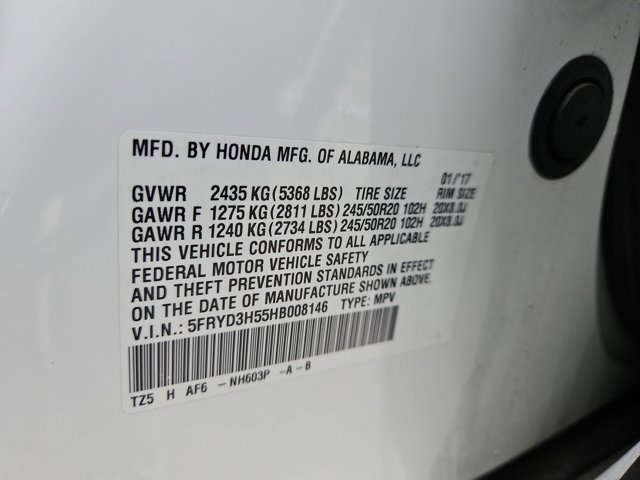 MFD. BY HONDA MFG. OF ALABAMA, LLC
01/'17
GVWR 2435 KG (5368 LBS) TIRE SIZE RIM SIZE
GAWR F 1275 KG (2811 LBS) 245/50R20 102H 20X8.0J
GAWR R 1240 KG (2734 LBS) 245/50R20 102H 20X8.0J
THIS VEHICLE CONFORMS TO ALL APPLICABLE
FEDERAL MOTOR VEHICLE SAFETY
AND THEFT PREVENTION STANDARDS IN EFFECT
ON THE DATE OF MANUFACTURE SHOWN ABOVE.
V.I.N.: 5FRYD3H55HB008146 TYPE: MPV
TZ5 H AF6 -NH603P -A-B